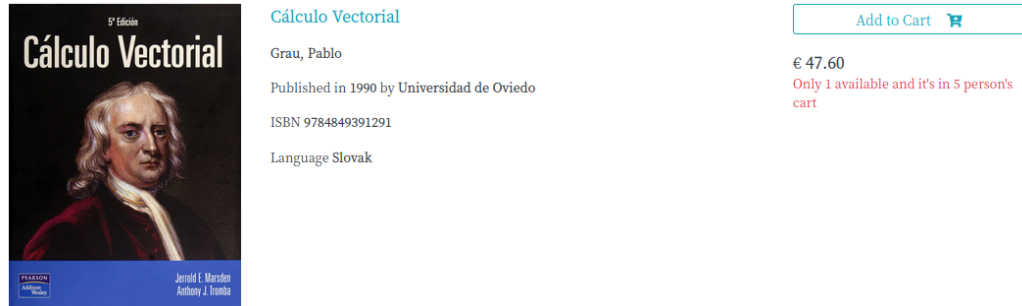 5ª Edición
Cálculo Vectorial
PEARSON
Addison
Wesley
Jerrold E. Marsden
Anthony J. Tromba
Cálculo Vectorial
Grau, Pablo
Published in 1990 by Universidad de Oviedo
ISBN 9784849391291
Language Slovak
Add to Cart
€ 47.60
Only 1 available and it's in 5 person's
cart